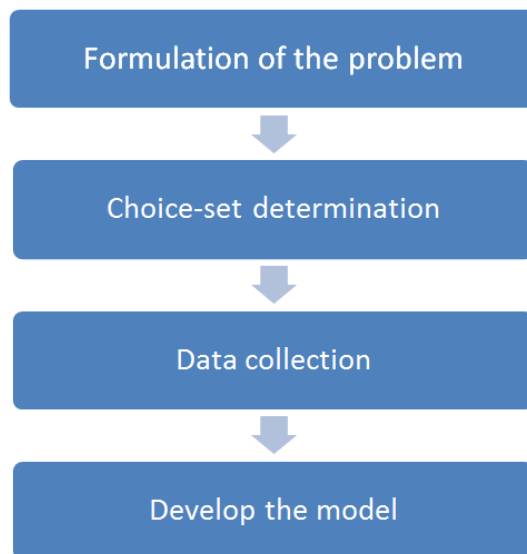 Formulation of the problem
Choice-set determination
Data collection
Develop the model